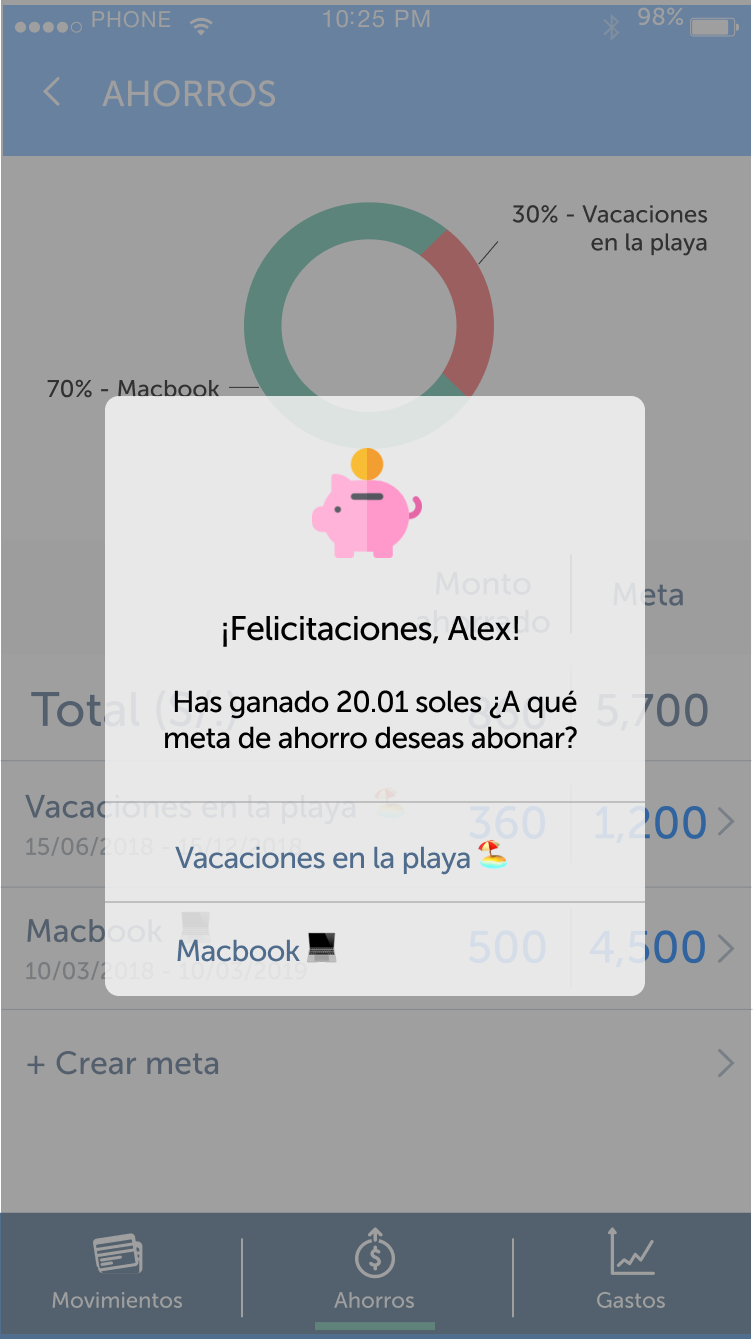 PHONE 10:25 PM 98%
AHORROS
30% - Vacaciones
en la playa
70% - Macbook
¡Felicitaciones, Alex!
Has ganado 20.01 soles ¿A qué
meta de ahorro deseas abonar?
Vacaciones en la playa 🏖️
Macbook 💻
Monto
ahorrado
Meta
Total (S/.) 860 5,700
Vacaciones en la playa 🏖️ 360 1,200
15/06/2018 - 15/12/2018
Macbook 💻 500 4,500
10/03/2018 - 10/03/2019
+ Crear meta
Movimientos
Ahorros
Gastos